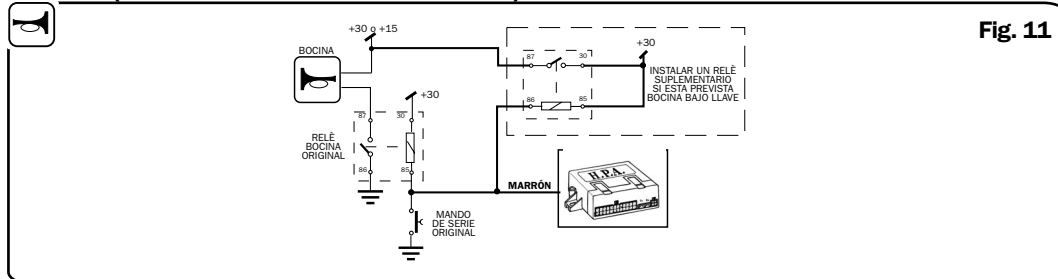 Fig. 11
+30 o +15
BOCINA
87
30
+30
INSTALAR UN RELÈ
SUPLEMENTARIO
SI ESTA PREVISTA
BOCINA BAJO LLAVE
86
85
+30
87
30
RELÈ
BOCINA
ORIGINAL
86
85
MARRÓN
H.P.A.
MANDO
DE SERIE
ORIGINAL